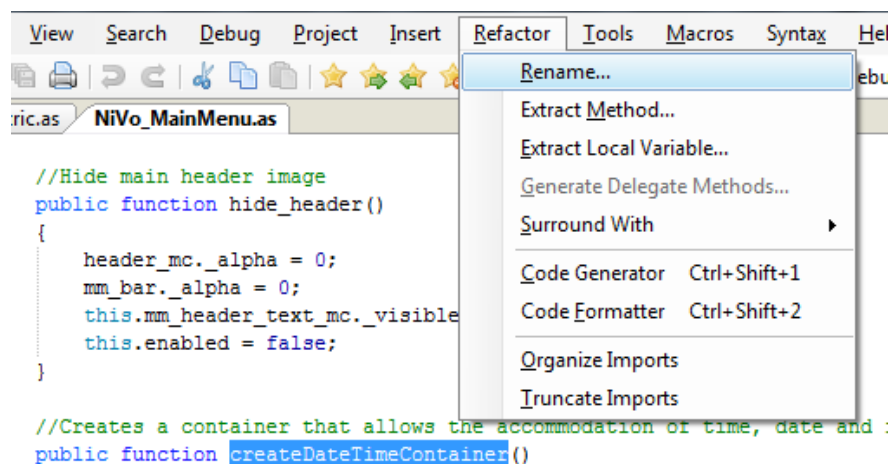 View Search Debug Project Insert Refactor Tools Macros Syntax
Rename...
Extract Method...
Extract Local Variable...
Generate Delegate Methods...
Surround With
Code Generator Ctrl+Shift+1
Code Formatter Ctrl+Shift+2
Organize Imports
Truncate Imports
NiVo_MainMenu.as
//Hide main header image
public function hide_header()
{
header_mc._alpha = 0;
mm_bar._alpha = 0;
this.mm_header_text_mc._visible
this.enabled = false;
}
//Creates a container that allows the accommodation of time, date and
public function createDateTimeContainer()